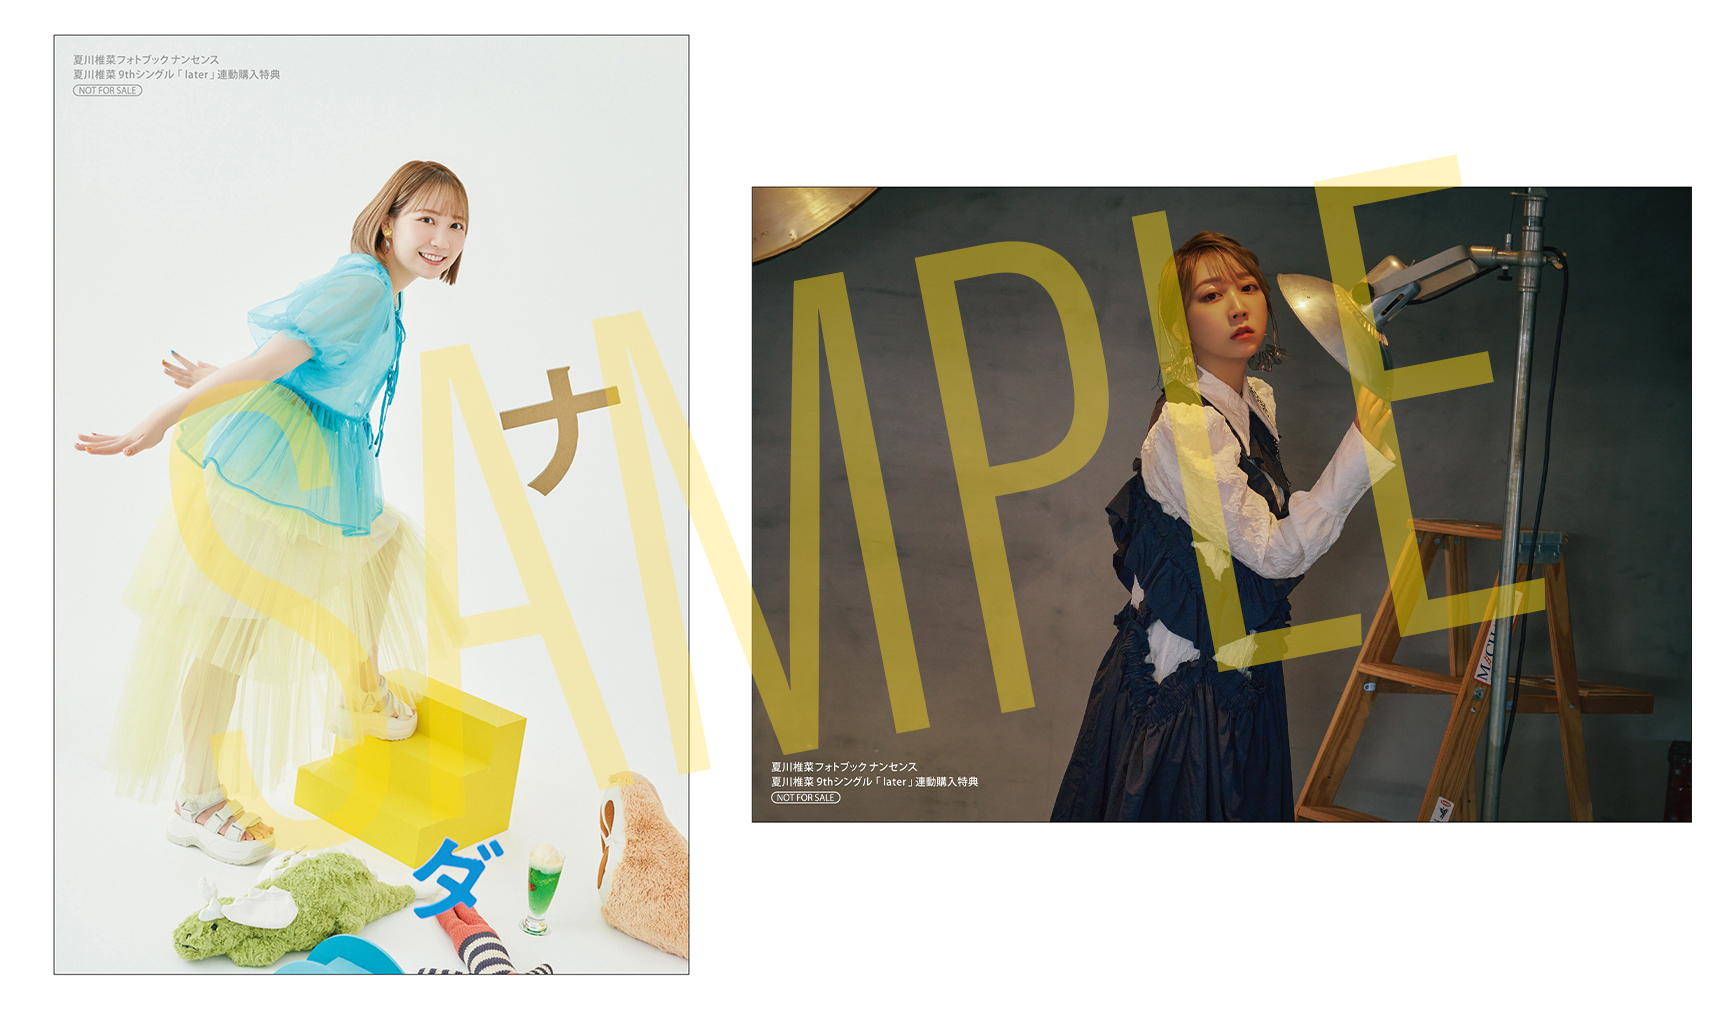 夏川椎菜フォトブック ナンセンス
夏川椎菜 9thシングル「 later 」連動購入特典
NOT FOR SALE
ナ
ダ
SAMPLE
夏川椎菜フォトブック ナンセンス
夏川椎菜 9thシングル「 later 」連動購入特典
NOT FOR SALE